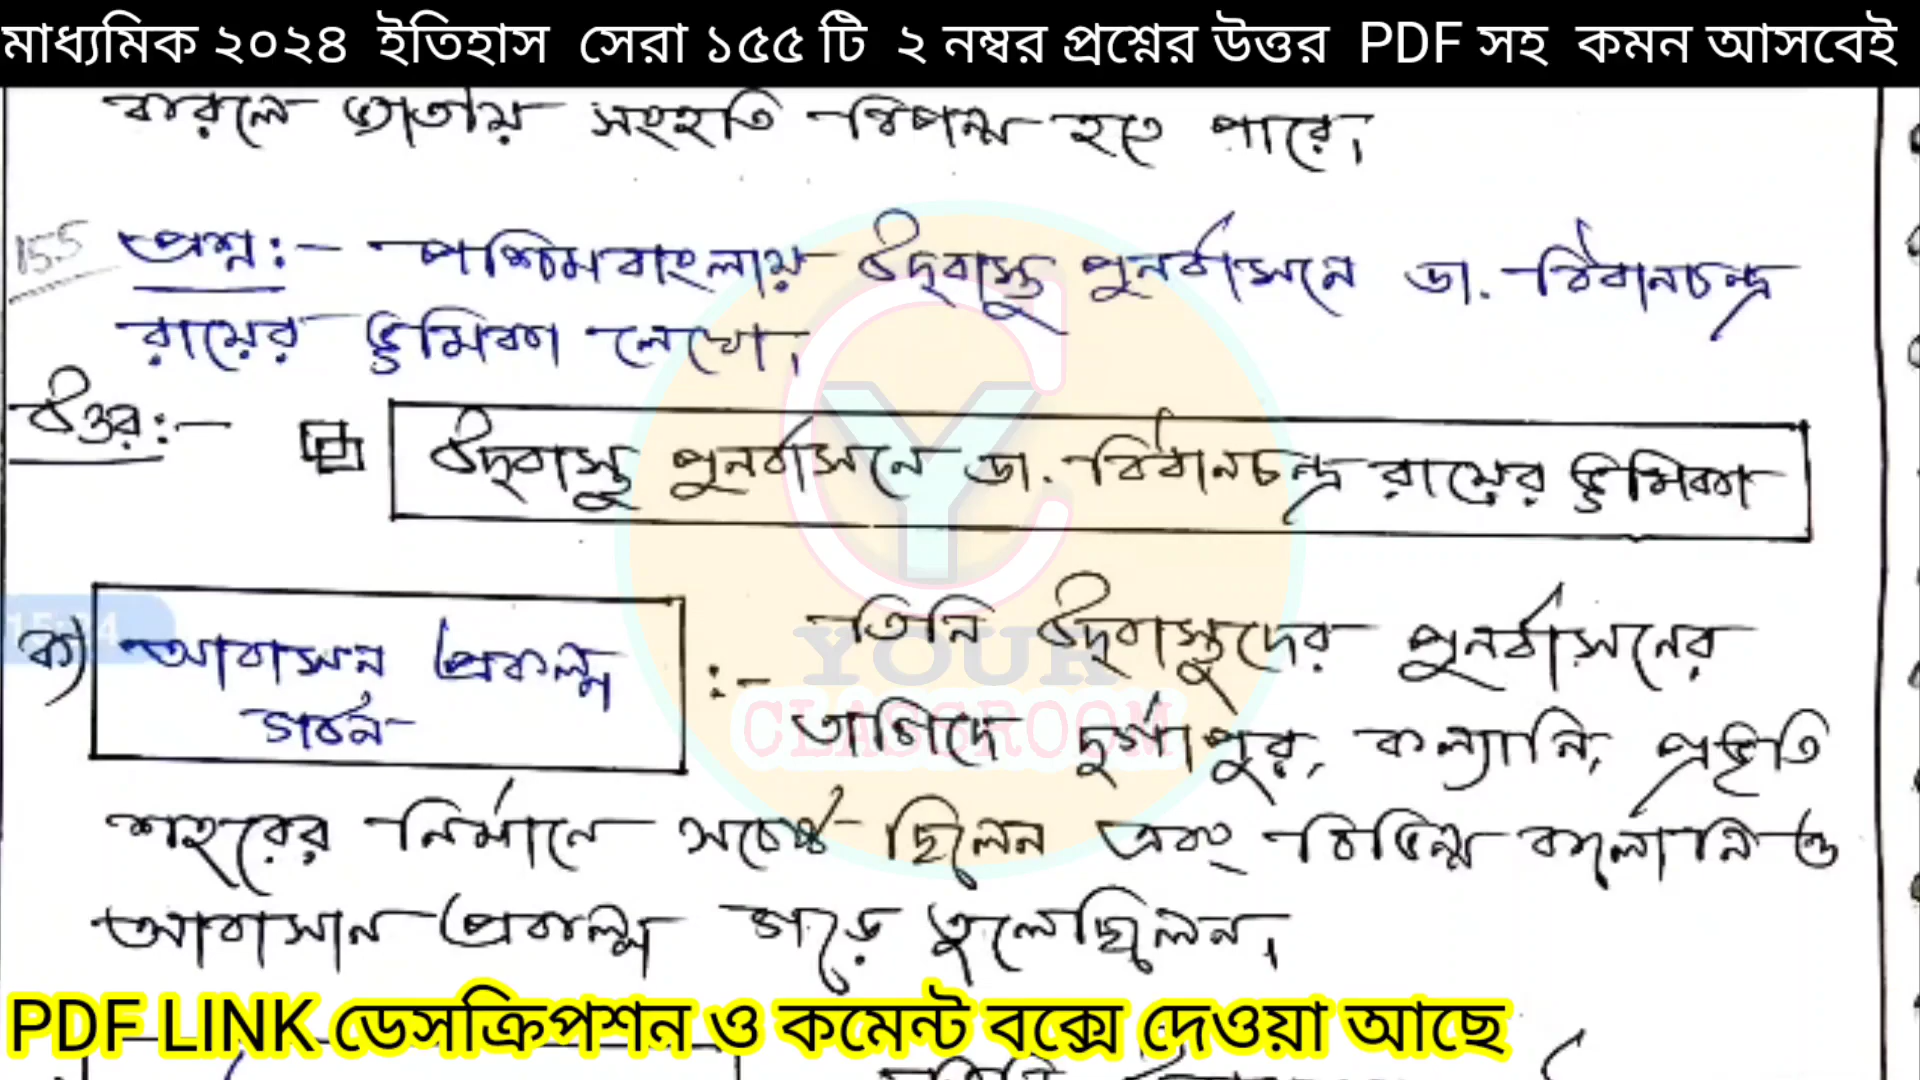 মাধ্যমিক ২০২৪ ইতিহাস সেরা ১৫৫ টি ২ নম্বর প্রশ্নের উত্তর PDF সহ কমন আসবেই
করলে জাতীয় সংহতি বিপন্ন হতে পারে।
155 প্রশ্ন:- পশ্চিমবাংলায় উদ্‌বাস্তু পুনর্বাসনে ডা. বিধানচন্দ্র
রায়ের ভূমিকা লেখো।
উত্তর:- উদ্‌বাস্তু পুনর্বাসনে ডা. বিধানচন্দ্র রায়ের ভূমিকা
ক) আবাসন প্রকল্প গঠন :- তিনি উদ্‌বাস্তুদের পুনর্বাসনের
তাগিদে দুর্গাপুর, কল্যানি, প্রভৃতি
শহরের নির্মানে সচেষ্ট ছিলেন এবং বিভিন্ন কলোনি ও
আবাসান প্রকল্প গড়ে তুলেছিলেন।
YOUR
CLASSROOM
PDF LINK ডেসক্রিপশন ও কমেন্ট বক্সে দেওয়া আছে